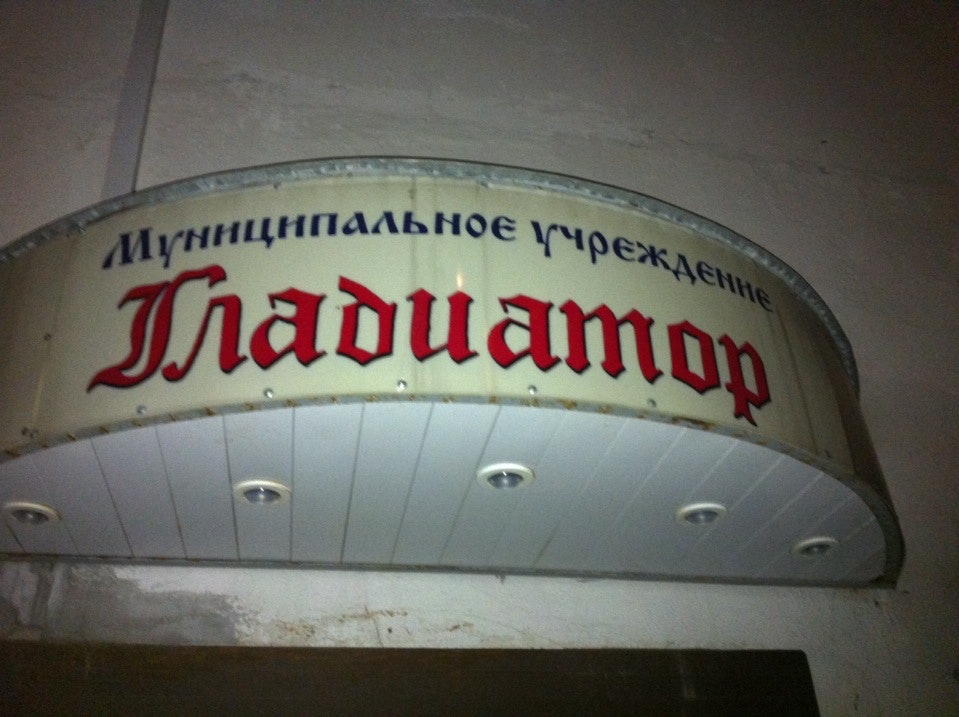 Муниципальное учреждение
Гладиатор